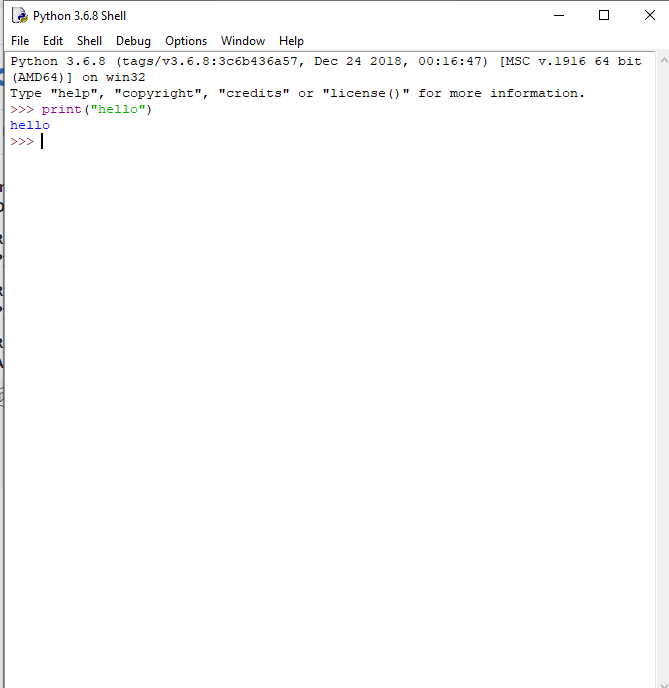 Python 3.6.8 Shell
File Edit Shell Debug Options Window Help
Python 3.6.8 (tags/v3.6.8:3c6b436a57, Dec 24 2018, 00:16:47) [MSC v.1916 64 bit
(AMD64)] on win32
Type "help", "copyright", "credits" or "license()" for more information.
>>> print("hello")
hello
>>>